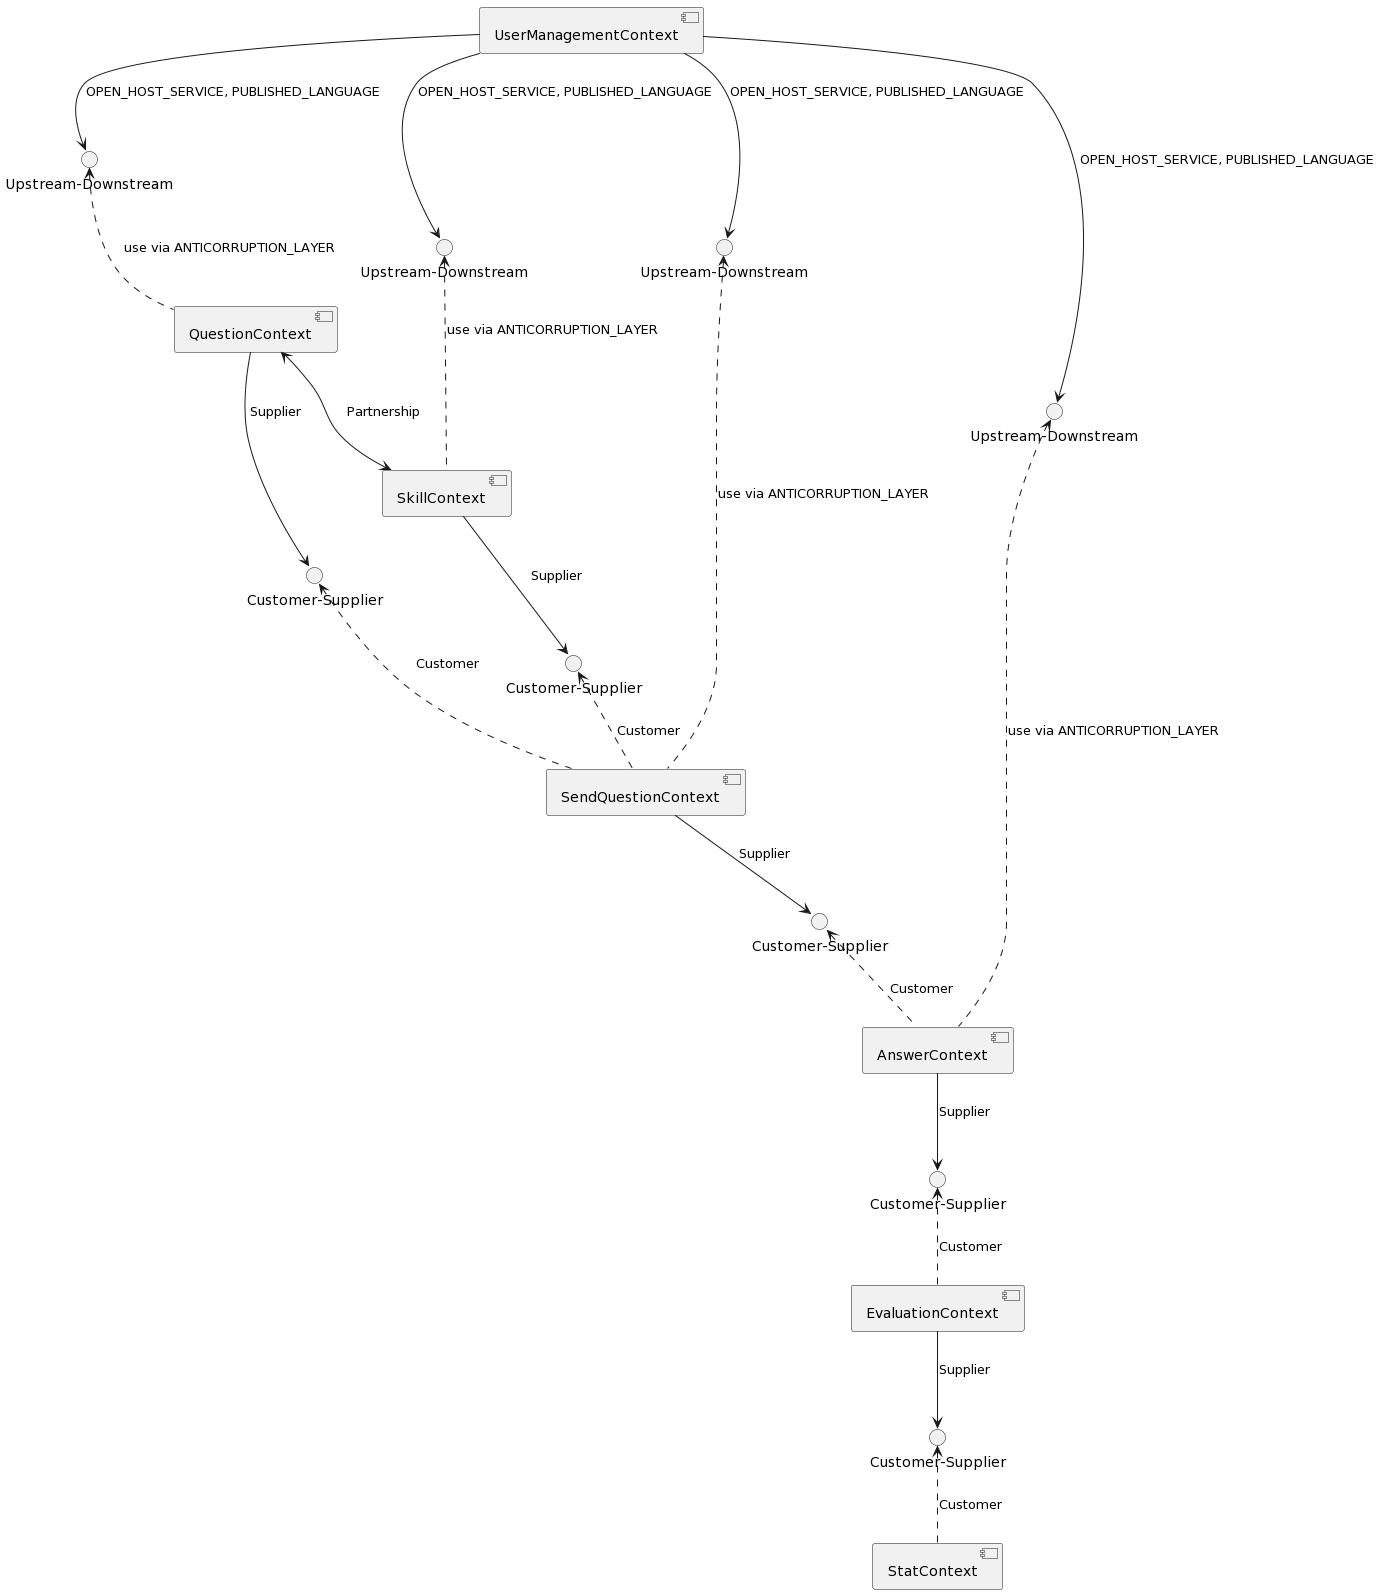 UserManagementContext
OPEN_HOST_SERVICE, PUBLISHED_LANGUAGE
OPEN_HOST_SERVICE, PUBLISHED_LANGUAGE
OPEN_HOST_SERVICE, PUBLISHED_LANGUAGE
OPEN_HOST_SERVICE, PUBLISHED_LANGUAGE
Upstream-Downstream
use via ANTICORRUPTION_LAYER
Upstream-Downstream
Upstream-Downstream
use via ANTICORRUPTION_LAYER
QuestionContext
Supplier
Partnership
Upstream-Downstream
SkillContext
use via ANTICORRUPTION_LAYER
Supplier
Customer-Supplier
Customer
Customer-Supplier
Customer
use via ANTICORRUPTION_LAYER
SendQuestionContext
Supplier
Customer-Supplier
Customer
AnswerContext
Supplier
Customer-Supplier
Customer
EvaluationContext
Supplier
Customer-Supplier
Customer
StatContext